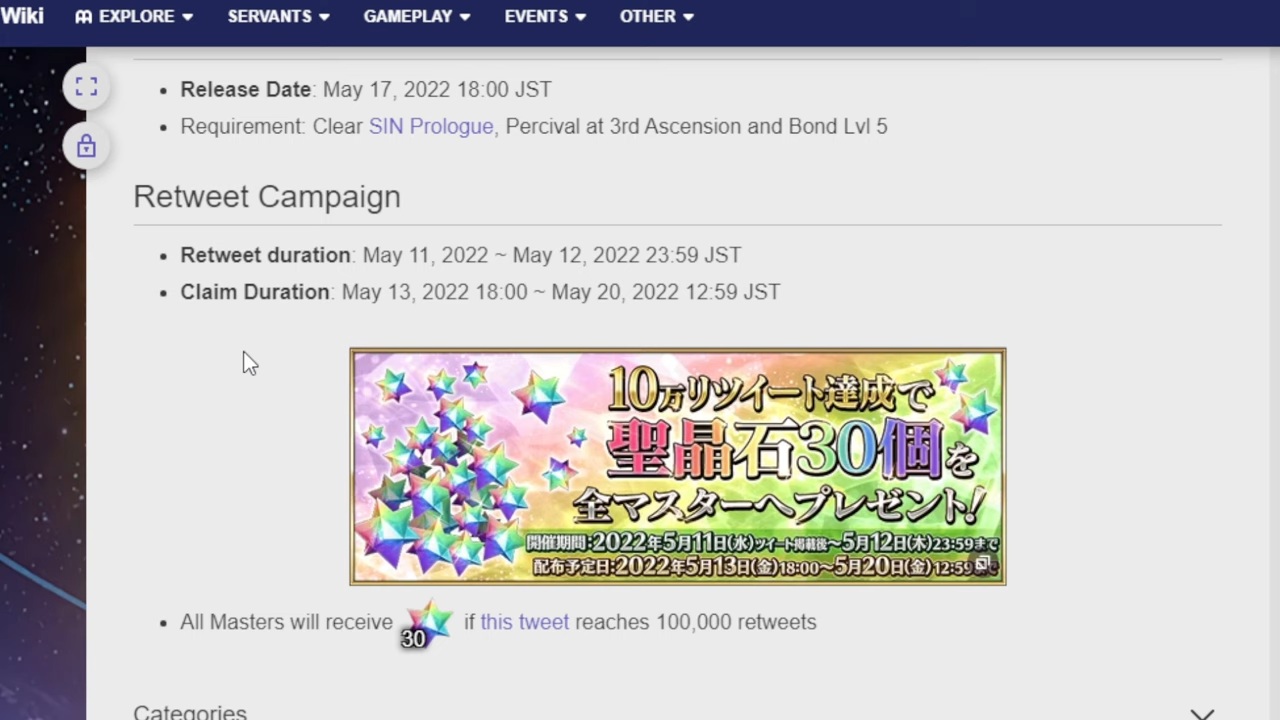 Wiki EXPLORE SERVANTS GAMEPLAY EVENTS OTHER
Release Date: May 17, 2022 18:00 JST
Requirement: Clear SIN Prologue, Percival at 3rd Ascension and Bond Lvl 5
Retweet Campaign
Retweet duration: May 11, 2022 ~ May 12, 2022 23:59 JST
Claim Duration: May 13, 2022 18:00 ~ May 20, 2022 12:59 JST
10万リツイート達成で
聖晶石30個を
全マスターへプレゼント!
開催期間:2022年5月11日(水)ツイート掲載後~5月12日(木)23:59まで
配布予定日:2022年5月13日(金)18:00~5月20日(金)12:59まで
All Masters will receive 30 if this tweet reaches 100,000 retweets
Categories